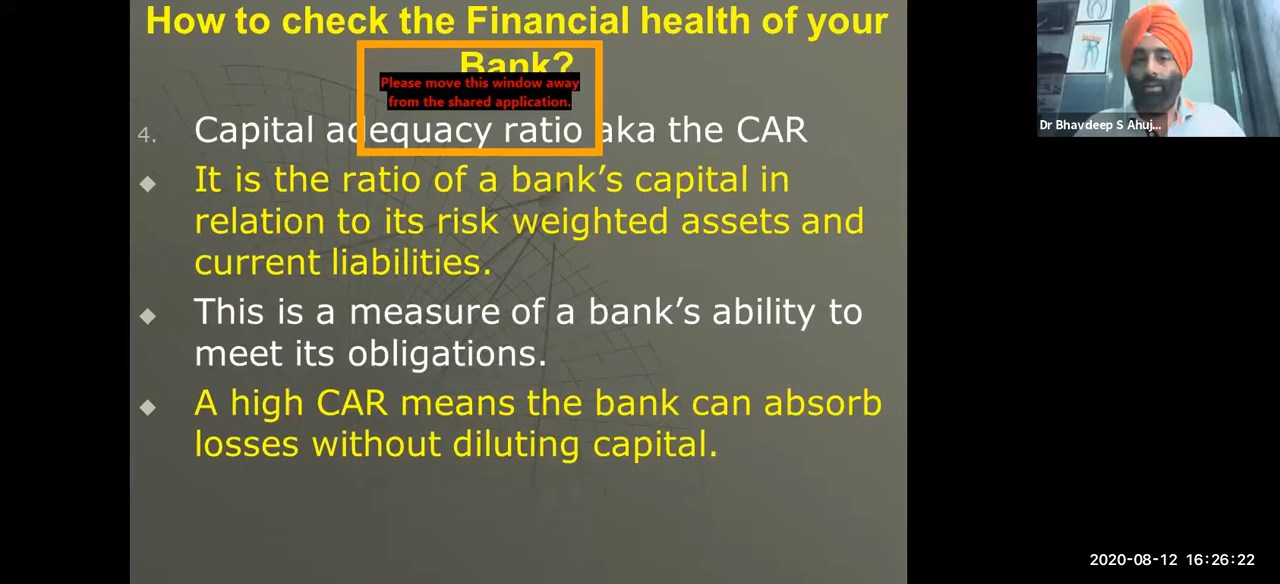 How to check the Financial health of your
Bank?
Please move this window away
from the shared application.
4. Capital adequacy ratio aka the CAR
It is the ratio of a bank's capital in
relation to its risk weighted assets and
current liabilities.
This is a measure of a bank's ability to
meet its obligations.
A high CAR means the bank can absorb
losses without diluting capital.
Dr Bhavdeep S Ahuj...
2020-08-12 16:26:22